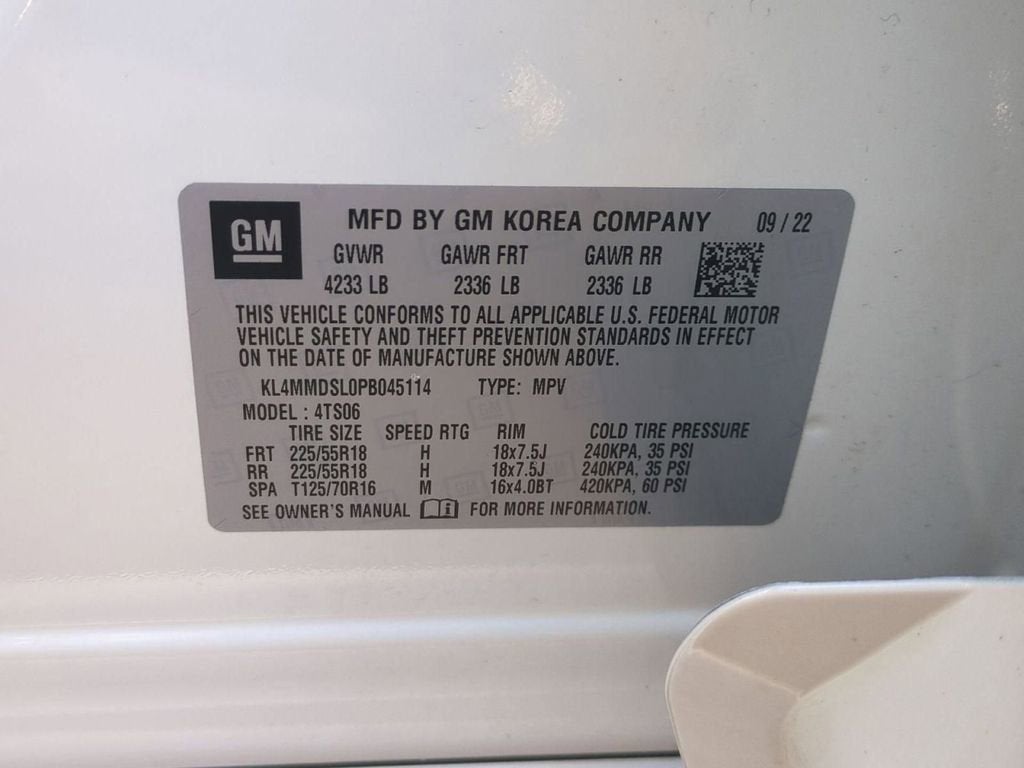 GM
MFD BY GM KOREA COMPANY 09 / 22
GVWR GAWR FRT GAWR RR
4233 LB 2336 LB 2336 LB
THIS VEHICLE CONFORMS TO ALL APPLICABLE U.S. FEDERAL MOTOR
VEHICLE SAFETY AND THEFT PREVENTION STANDARDS IN EFFECT
ON THE DATE OF MANUFACTURE SHOWN ABOVE.
KL4MMDSL0PB045114 TYPE: MPV
MODEL : 4TS06
TIRE SIZE SPEED RTG RIM COLD TIRE PRESSURE
FRT 225/55R18 H 18x7.5J 240KPA, 35 PSI
RR 225/55R18 H 18x7.5J 240KPA, 35 PSI
SPA T125/70R16 M 16x4.0BT 420KPA, 60 PSI
SEE OWNER'S MANUAL i FOR MORE INFORMATION.